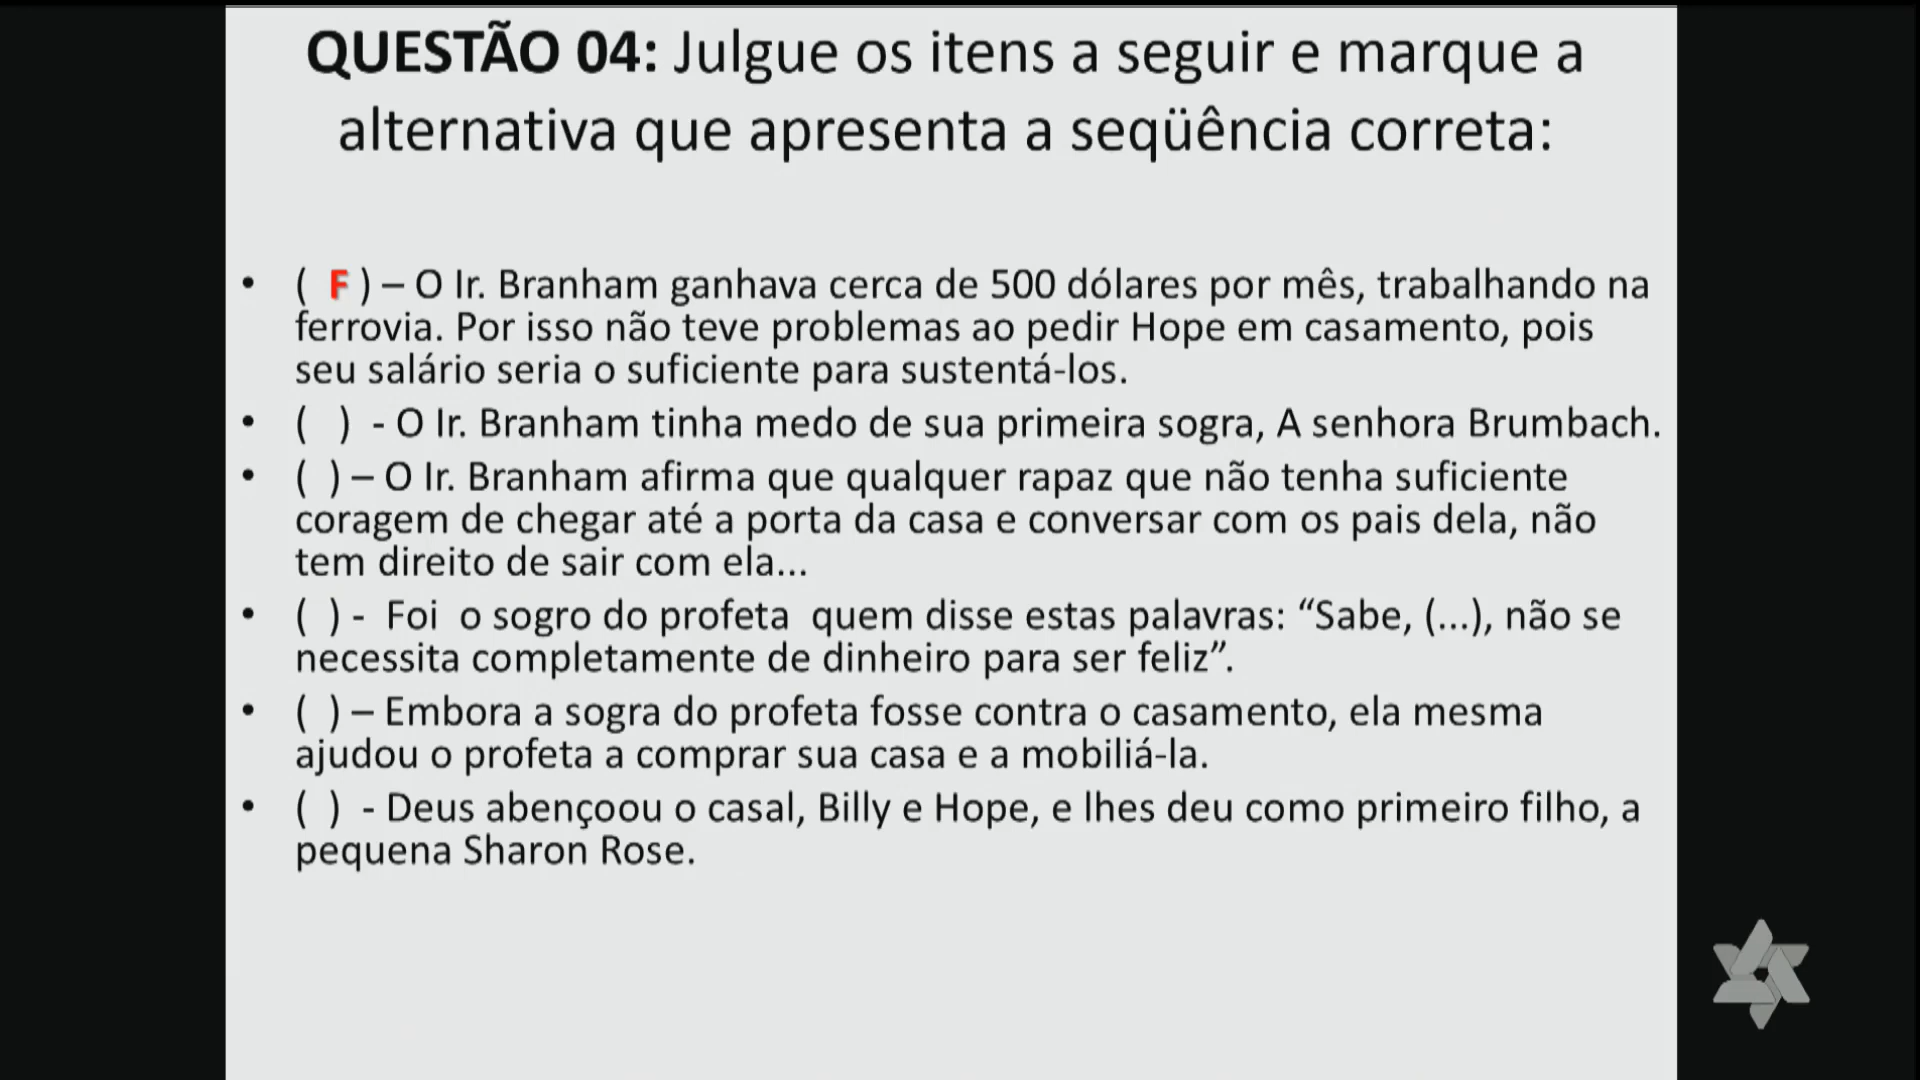 QUESTÃO 04: Julgue os itens a seguir e marque a
alternativa que apresenta a seqüência correta:
• ( F ) – O Ir. Branham ganhava cerca de 500 dólares por mês, trabalhando na
ferrovia. Por isso não teve problemas ao pedir Hope em casamento, pois
seu salário seria o suficiente para sustentá-los.
• (   )  - O Ir. Branham tinha medo de sua primeira sogra, A senhora Brumbach.
• (  ) – O Ir. Branham afirma que qualquer rapaz que não tenha suficiente
coragem de chegar até a porta da casa e conversar com os pais dela, não
tem direito de sair com ela...
• (  ) -  Foi  o sogro do profeta  quem disse estas palavras: “Sabe, (...), não se
necessita completamente de dinheiro para ser feliz”.
• (  ) – Embora a sogra do profeta fosse contra o casamento, ela mesma
ajudou o profeta a comprar sua casa e a mobiliá-la.
• (  )  - Deus abençoou o casal, Billy e Hope, e lhes deu como primeiro filho, a
pequena Sharon Rose.